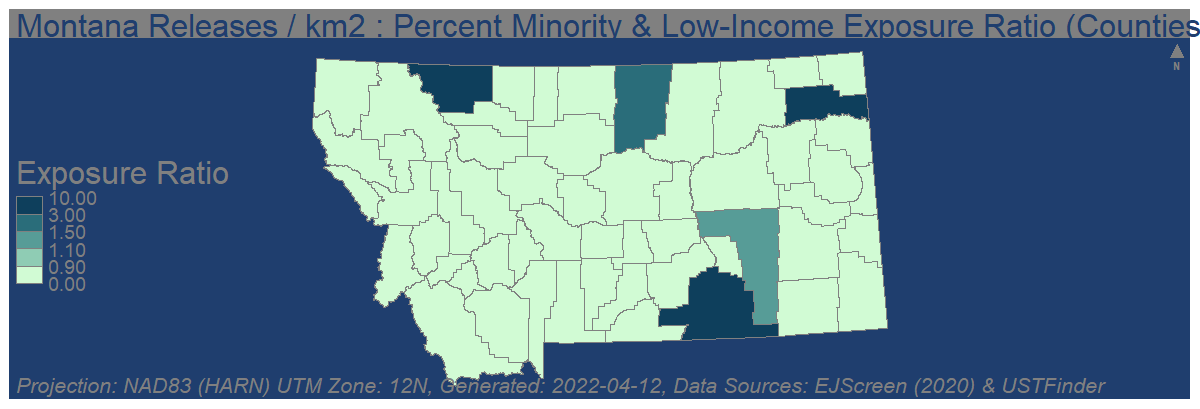 Montana Releases / km2 : Percent Minority & Low-Income Exposure Ratio (Counties
N
Exposure Ratio
10.00
3.00
1.50
1.10
0.90
0.00
Projection: NAD83 (HARN) UTM Zone: 12N, Generated: 2022-04-12, Data Sources: EJScreen (2020) & USTFinder